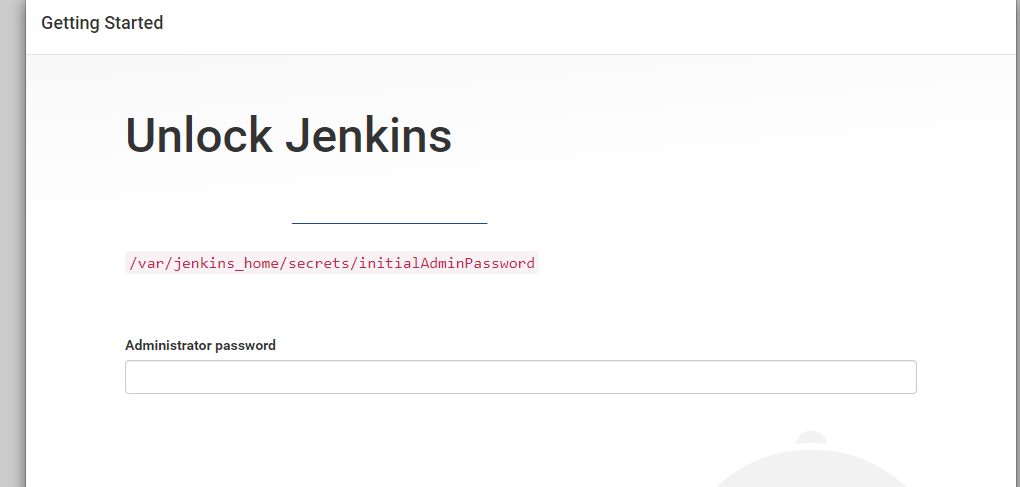 Getting Started
Unlock Jenkins
/var/jenkins_home/secrets/initialAdminPassword
Administrator password